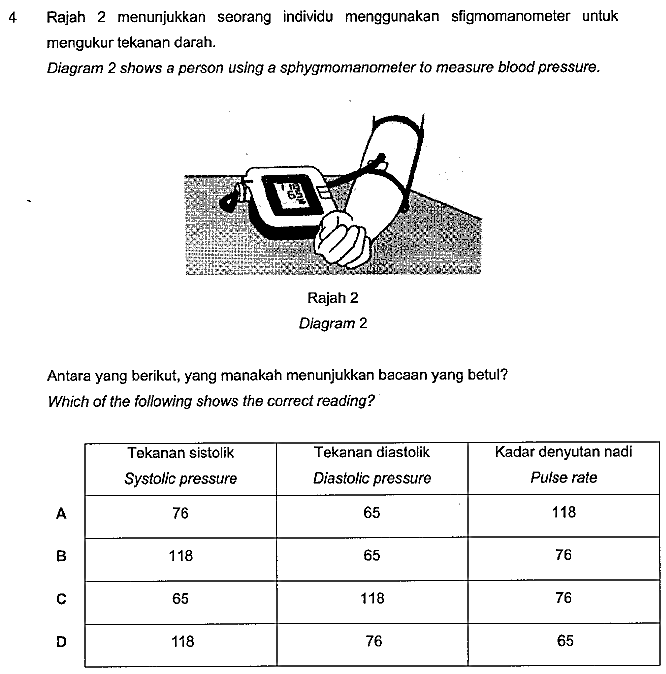 4 Rajah 2 menunjukkan seorang individu menggunakan sfigmomanometer untuk
mengukur tekanan darah.
Diagram 2 shows a person using a sphygmomanometer to measure blood pressure.
Rajah 2
Diagram 2
Antara yang berikut, yang manakah menunjukkan bacaan yang betul?
Which of the following shows the correct reading?
Tekanan sistolik Tekanan diastolik Kadar denyutan nadi
Systolic pressure Diastolic pressure Pulse rate
A 76 65 118
B 118 65 76
C 65 118 76
D 118 76 65